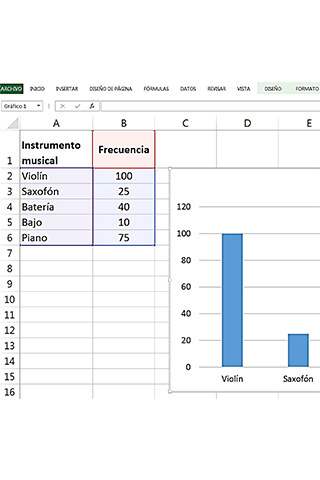 ARCHIVO INICIO INSERTAR DISEÑO DE PÁGINA FÓRMULAS DATOS REVISAR VISTA DISEÑO FORMATO
Gráfico 1 fx
A B C D E
1 Instrumento musical Frecuencia
2 Violín 100
3 Saxofón 25
4 Batería 40
5 Bajo 10
6 Piano 75
7
8
9
10
11
12
13
14
15
16
120
100
80
60
40
20
0
Violín Saxofón